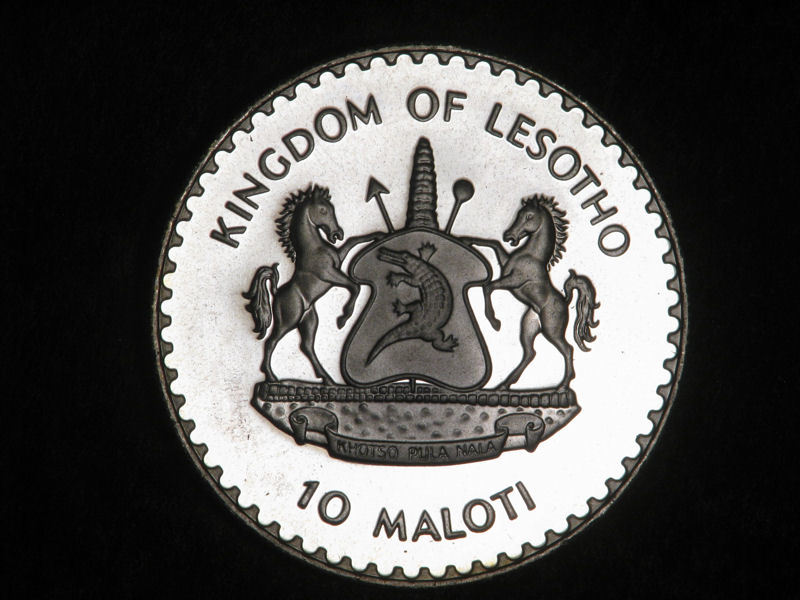 KINGDOM OF LESOTHO
KHOTSO PULA NALA
10 MALOTI